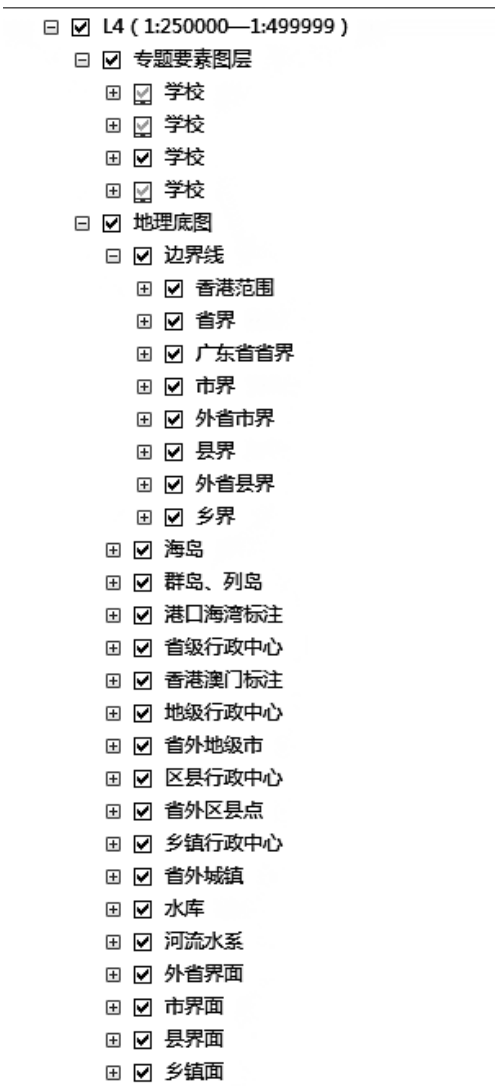 L4 ( 1:250000—1:499999 )
专题要素图层
学校
学校
学校
学校
地理底图
边界线
香港范围
省界
广东省省界
市界
外省市界
县界
外省县界
乡界
海岛
群岛、列岛
港口海湾标注
省级行政中心
香港澳门标注
地级行政中心
省外地级市
区县行政中心
省外区县点
乡镇行政中心
省外城镇
水库
河流水系
外省界面
市界面
县界面
乡镇面